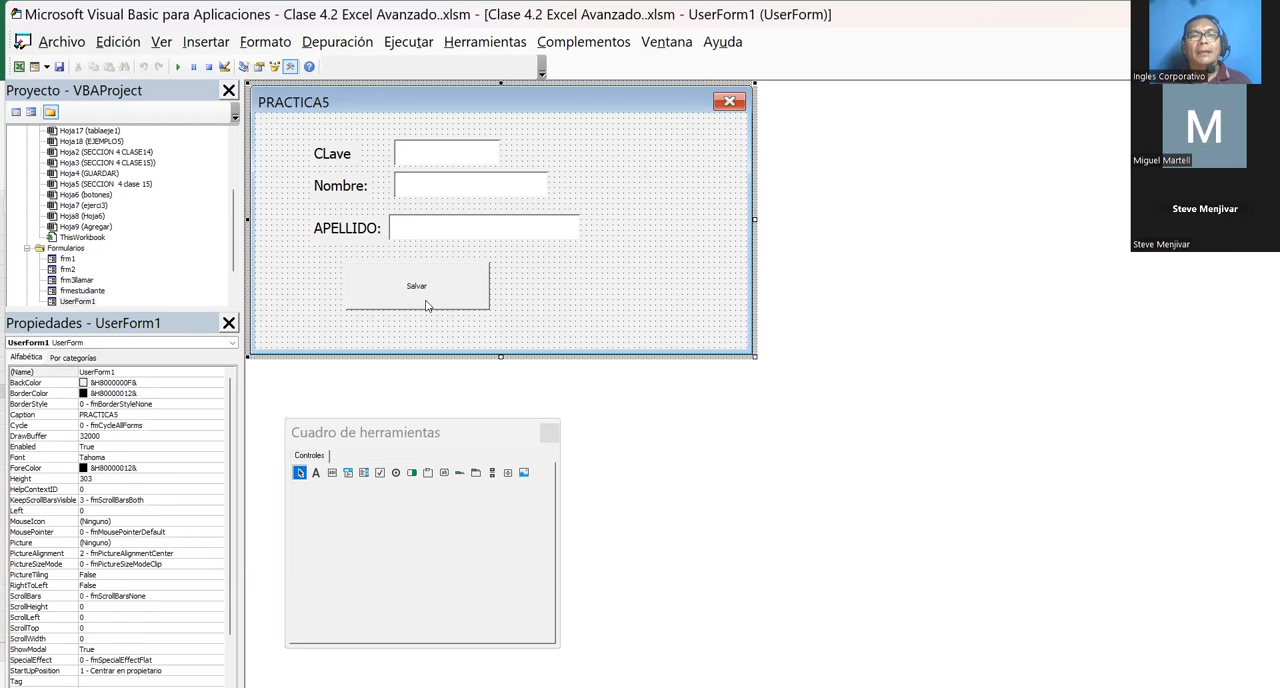 Microsoft Visual Basic para Aplicaciones - Clase 4.2 Excel Avanzado..xlsm - [Clase 4.2 Excel Avanzado..xlsm - UserForm1 (UserForm)]
Archivo Edición Ver Insertar Formato Depuración Ejecutar Herramientas Complementos Ventana Ayuda
Proyecto - VBAProject
Hoja17 (tablaeje1)
Hoja18 (EJEMPLO5)
Hoja2 (SECCION 4 CLASE14)
Hoja3 (SECCION 4 CLASE15))
Hoja4 (GUARDAR)
Hoja5 (SECCION 4 clase 15)
Hoja6 (botones)
Hoja7 (ejerci3)
Hoja8 (Hoja6)
Hoja9 (Agregar)
ThisWorkbook
Formularios
frm1
frm2
frm3llamar
frmestudiante
UserForm1
Propiedades - UserForm1
UserForm1 UserForm
Alfabética Por categorías
(Name) UserForm1
BackColor &H8000000F&
BorderColor &H80000012&
BorderStyle 0 - fmBorderStyleNone
Caption PRACTICA5
Cycle 0 - fmCycleAllForms
DrawBuffer 32000
Enabled True
Font Tahoma
ForeColor &H80000012&
Height 303
HelpContextID 0
KeepScrollBarsVisible 3 - fmScrollBarsBoth
Left 0
MouseIcon (Ninguno)
MousePointer 0 - fmMousePointerDefault
Picture (Ninguno)
PictureAlignment 2 - fmPictureAlignmentCenter
PictureSizeMode 0 - fmPictureSizeModeClip
PictureTiling False
RightToLeft False
ScrollBars 0 - fmScrollBarsNone
ScrollHeight 0
ScrollLeft 0
ScrollTop 0
ScrollWidth 0
ShowModal True
SpecialEffect 0 - fmSpecialEffectFlat
StartUpPosition 1 - Centrar en propietario
Tag
PRACTICA5
CLave
Nombre:
APELLIDO:
Salvar
Cuadro de herramientas
Controles
Ingles Corporativo
M
Miguel Martell
Steve Menjivar
Steve Menjivar